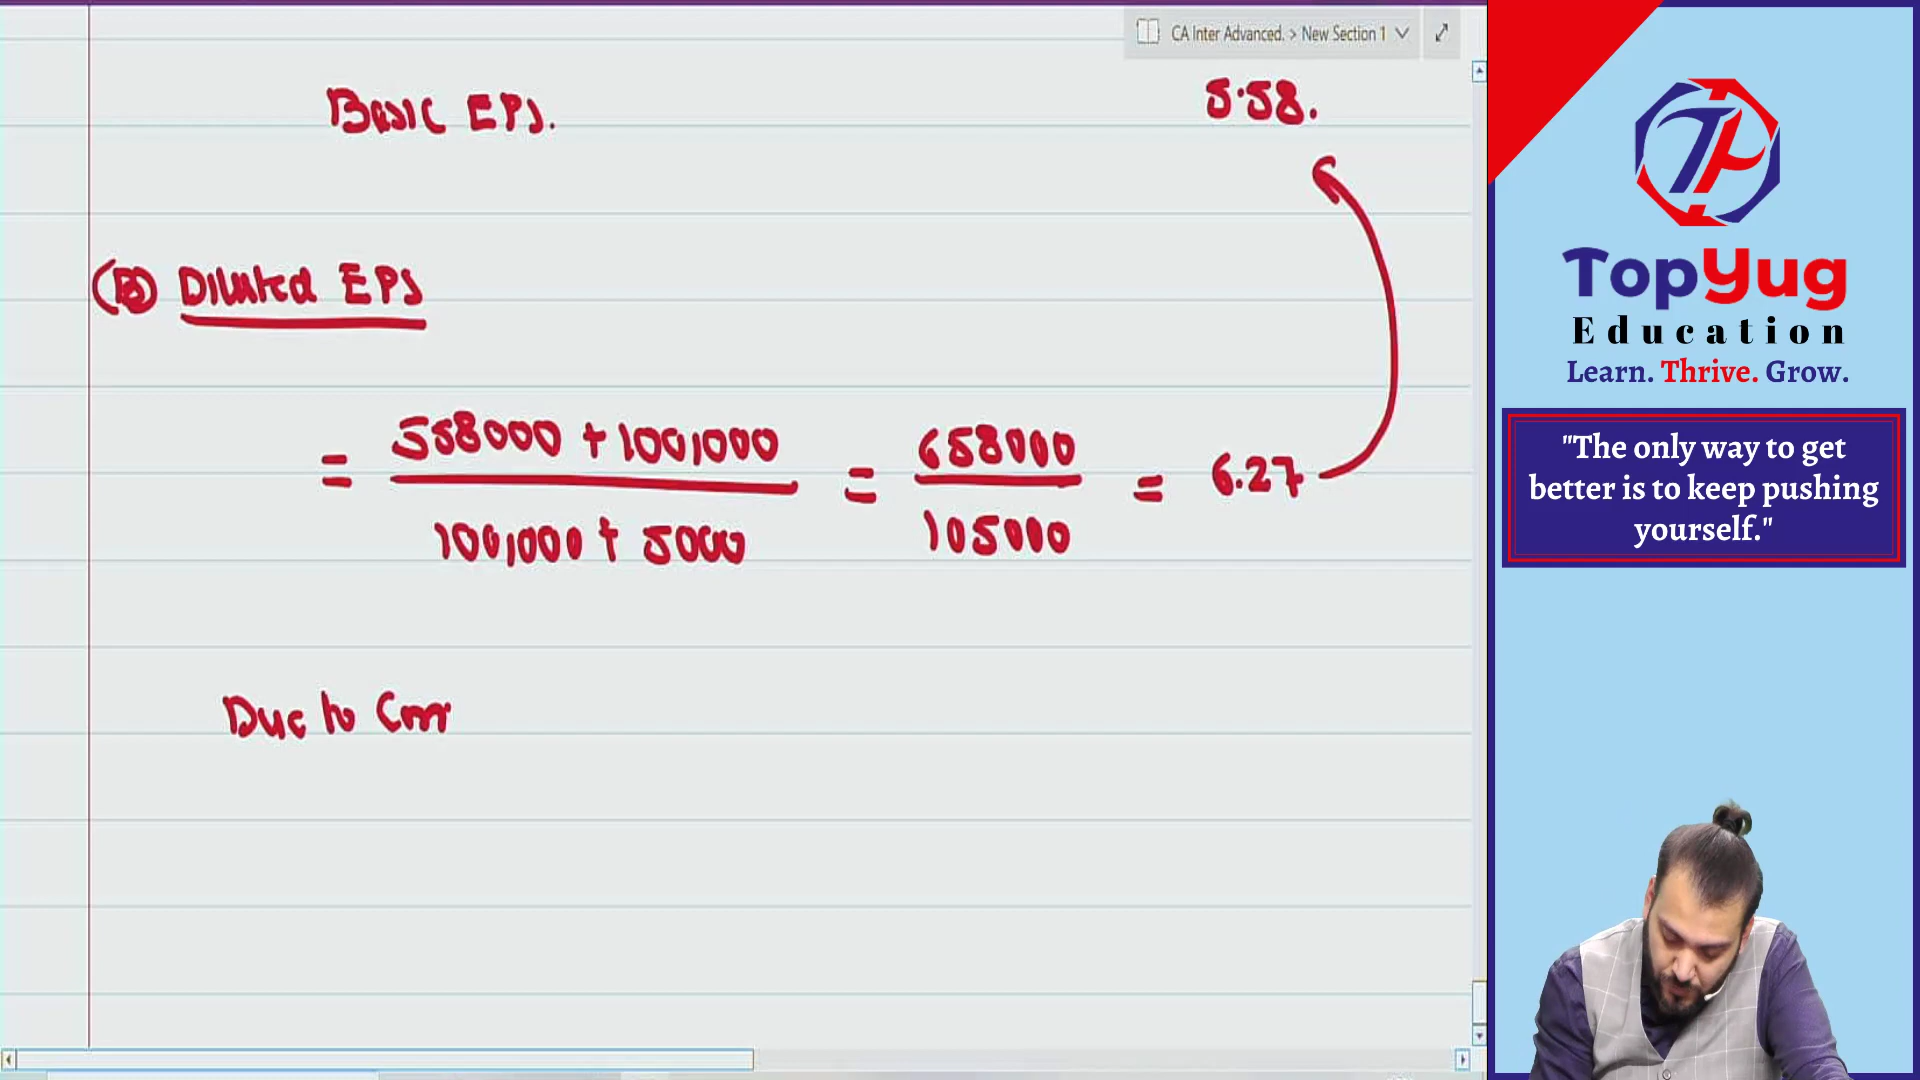 CA Inter Advanced. > New Section 1
Basic EPS. 5.58.
(B) Diluted EPS
= 558000 + 100,000 / 100,000 + 5000 = 658000 / 105000 = 6.27
Due to Con
TopYug
Education
Learn. Thrive. Grow.
"The only way to get
better is to keep pushing
yourself."